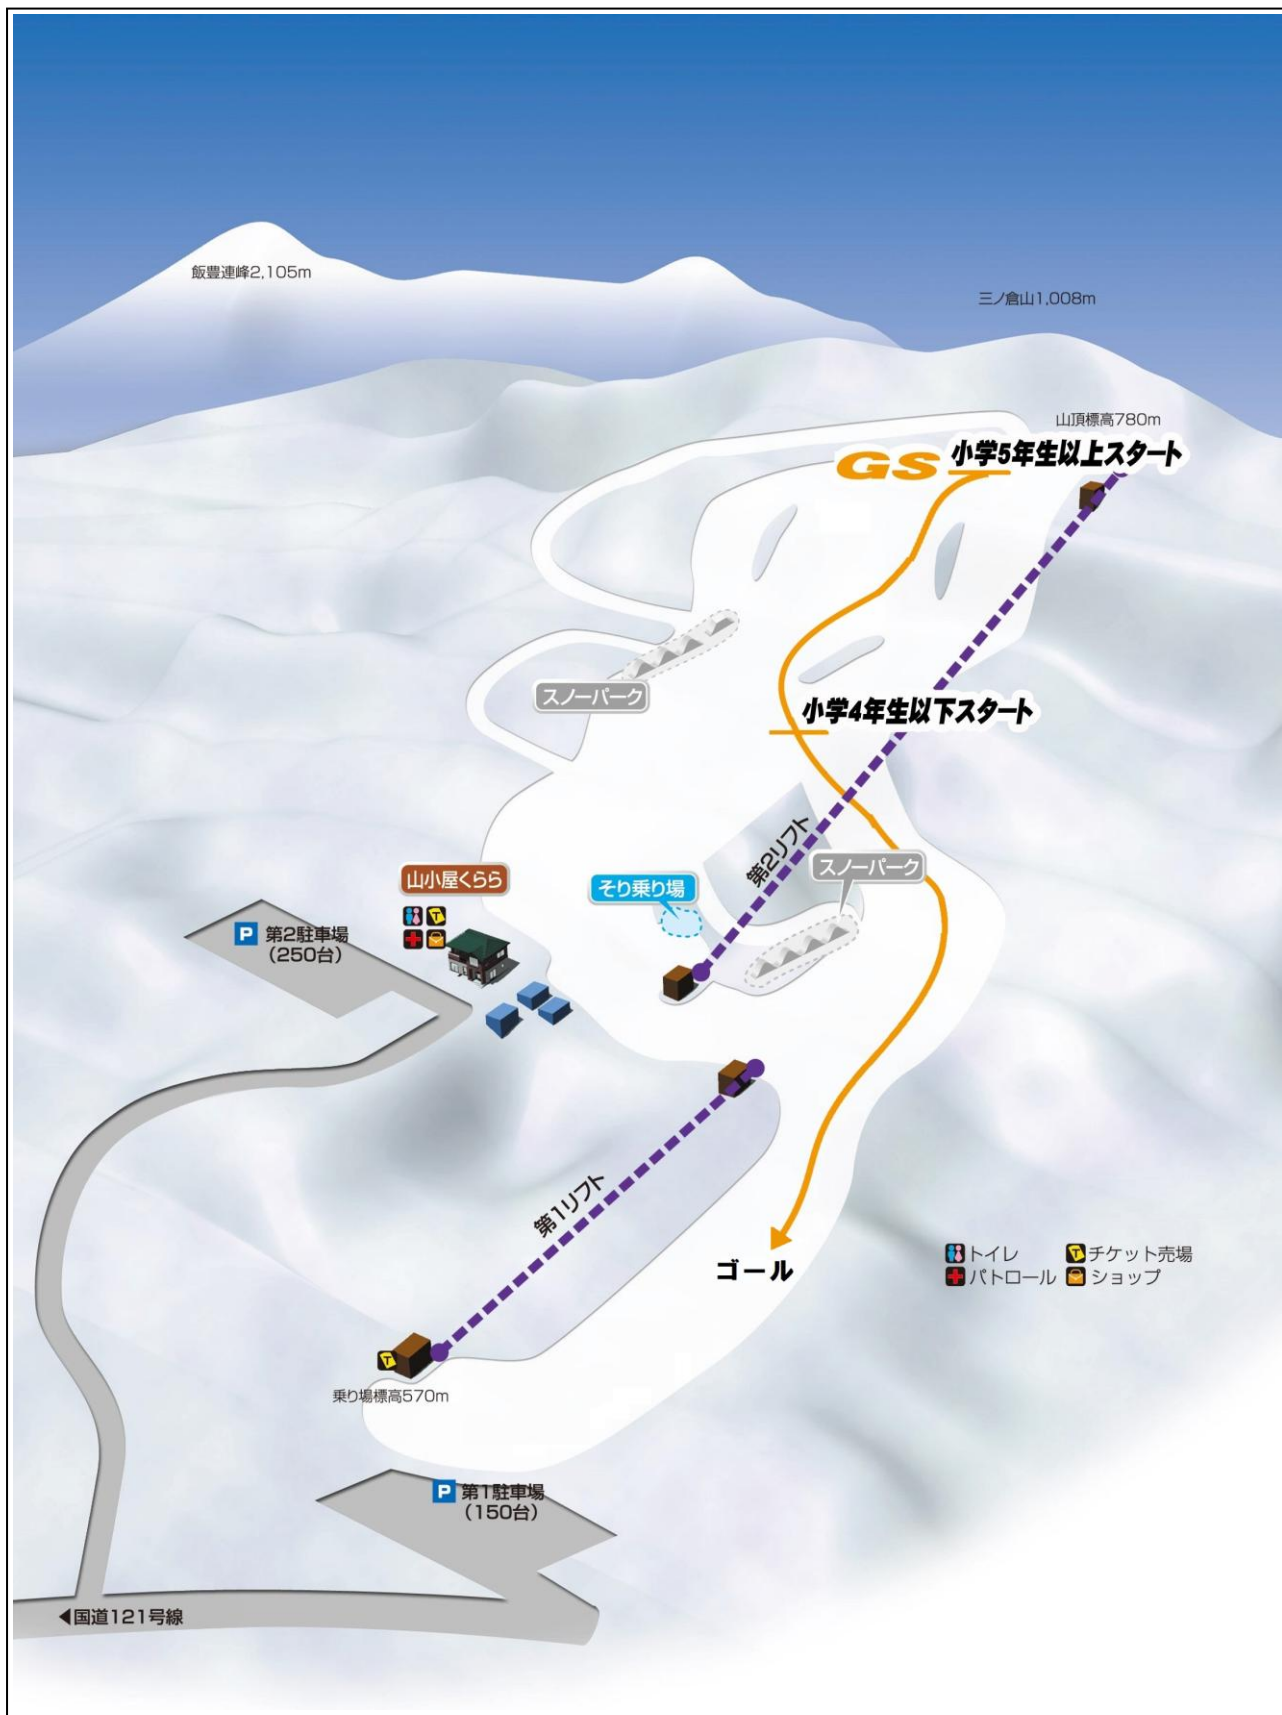 飯豊連峰2,105m
三ノ倉山1,008m
山頂標高780m
GS 小学5年生以上スタート
スノーパーク
小学4年生以下スタート
第2リフト
スノーパーク
山小屋くらら
そり乗り場
T
P 第2駐車場
（250台）
第1リフト
ゴール
トイレ
T チケット売場
パトロール
ショップ
T
乗り場標高570m
P 第1駐車場
（150台）
◀国道121号線